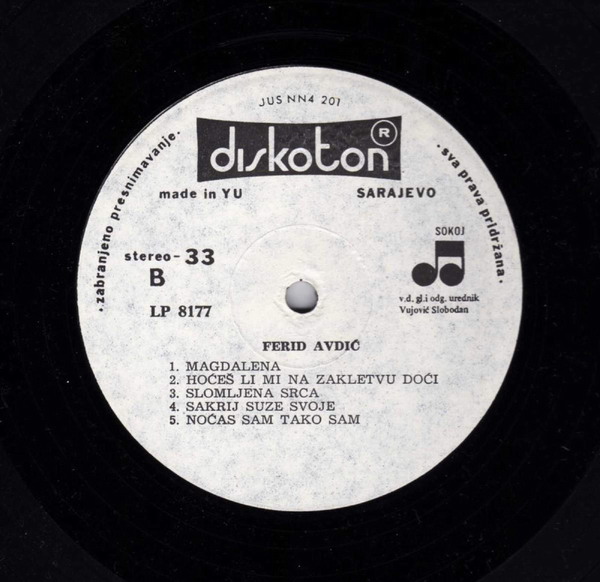 JUS NN4 201
diskoton ®
made in YU
SARAJEVO
· zabranjeno presnimavanje ·
· sva prava pridržana ·
stereo - 33
B
LP 8177
SOKOJ
v.d. gl.i odg. urednik
Vujović Slobodan
FERID AVDIĆ
1. MAGDALENA
2. HOĆEŠ LI MI NA ZAKLETVU DOĆI
3. SLOMLJENA SRCA
4. SAKRIJ SUZE SVOJE
5. NOĆAS SAM TAKO SAM